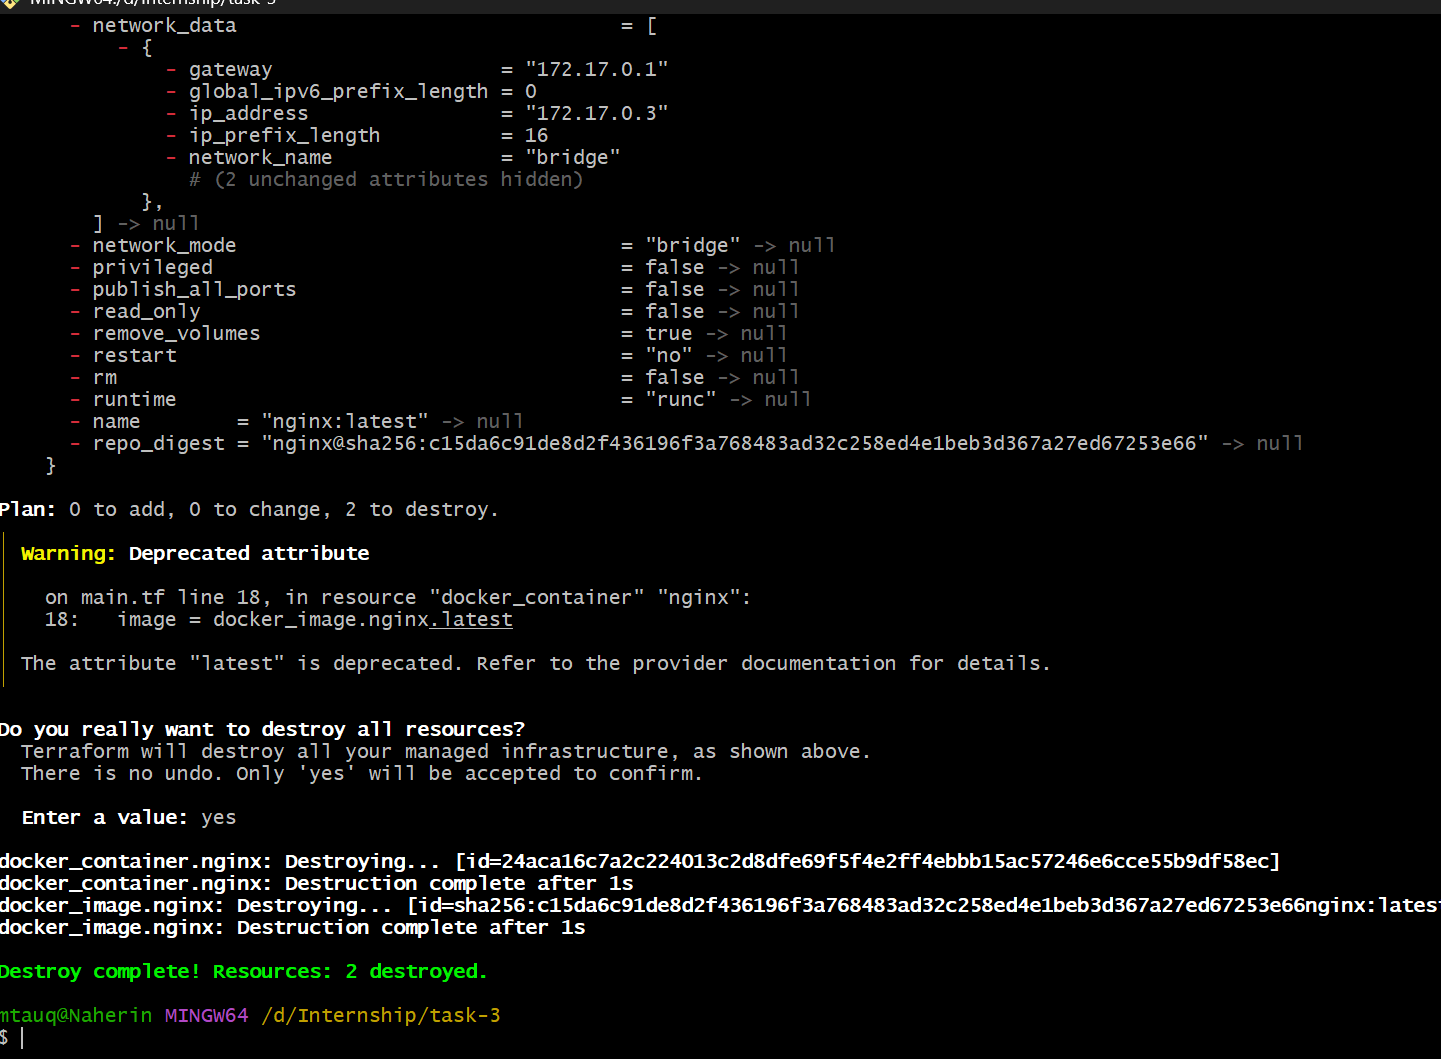 MINGW64:/d/Internship/task-3
- network_data = [
- {
- gateway = "172.17.0.1"
- global_ipv6_prefix_length = 0
- ip_address = "172.17.0.3"
- ip_prefix_length = 16
- network_name = "bridge"
# (2 unchanged attributes hidden)
},
] -> null
- network_mode = "bridge" -> null
- privileged = false -> null
- publish_all_ports = false -> null
- read_only = false -> null
- remove_volumes = true -> null
- restart = "no" -> null
- rm = false -> null
- runtime = "runc" -> null
- name = "nginx:latest" -> null
- repo_digest = "nginx@sha256:c15da6c91de8d2f436196f3a768483ad32c258ed4e1beb3d367a27ed67253e66" -> null
}
Plan: 0 to add, 0 to change, 2 to destroy.
Warning: Deprecated attribute
on main.tf line 18, in resource "docker_container" "nginx":
18: image = docker_image.nginx.latest
The attribute "latest" is deprecated. Refer to the provider documentation for details.
Do you really want to destroy all resources?
Terraform will destroy all your managed infrastructure, as shown above.
There is no undo. Only 'yes' will be accepted to confirm.
Enter a value: yes
docker_container.nginx: Destroying... [id=24aca16c7a2c224013c2d8dfe69f5f4e2ff4ebbb15ac57246e6cce55b9df58ec]
docker_container.nginx: Destruction complete after 1s
docker_image.nginx: Destroying... [id=sha256:c15da6c91de8d2f436196f3a768483ad32c258ed4e1beb3d367a27ed67253e66nginx:latest
docker_image.nginx: Destruction complete after 1s
Destroy complete! Resources: 2 destroyed.
mtauq@Naherin MINGW64 /d/Internship/task-3
$